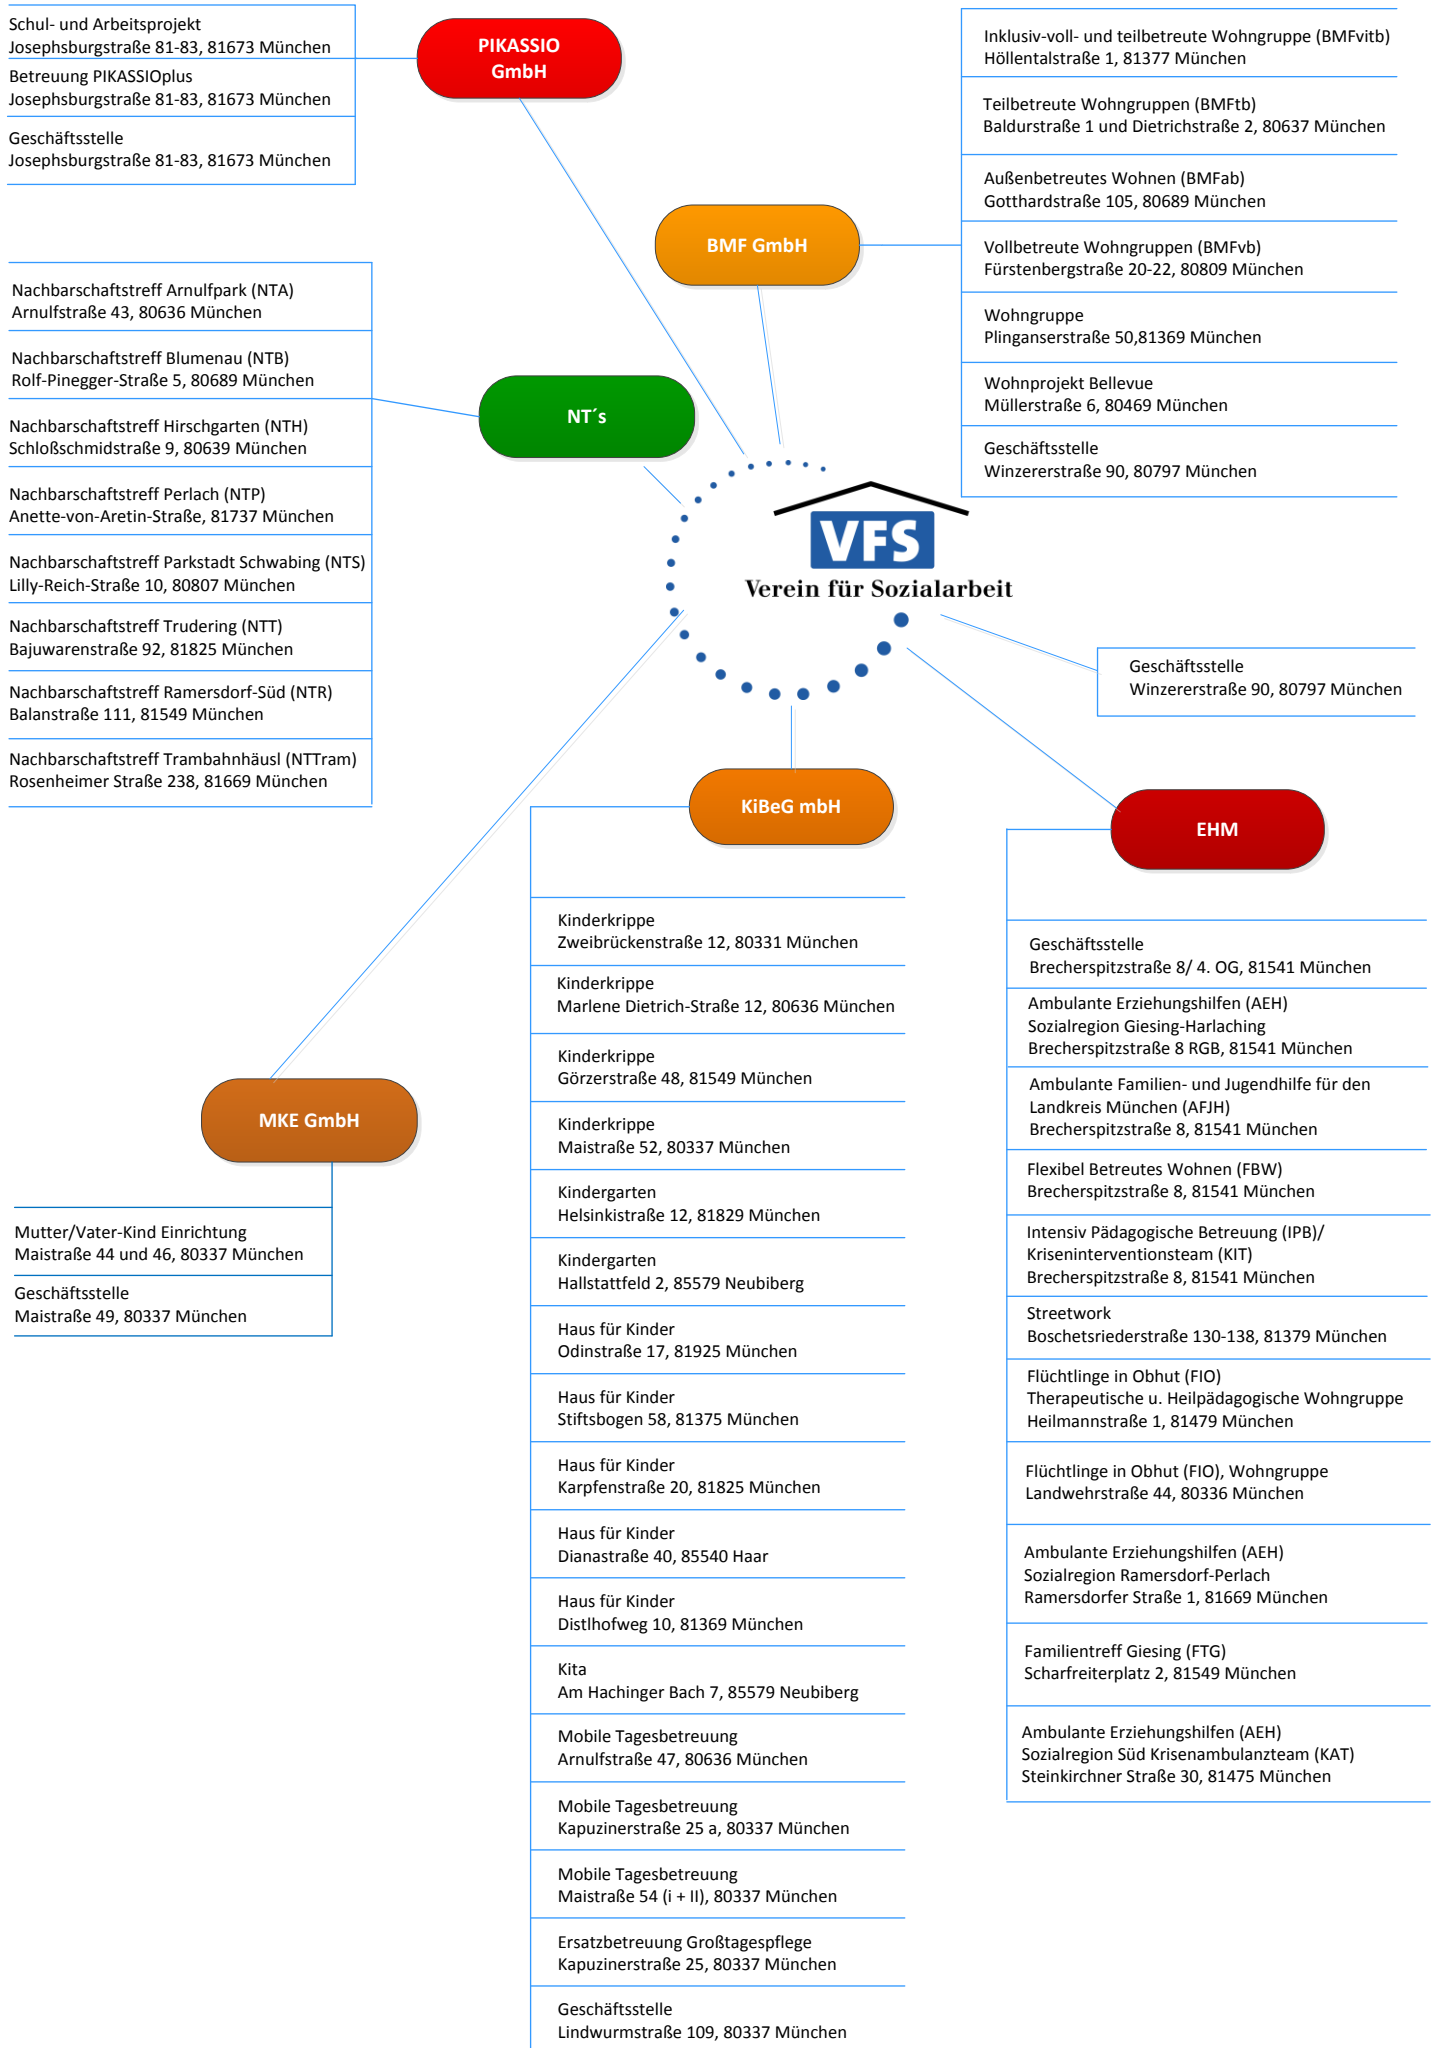 Schul- und Arbeitsprojekt
Josephsburgstraße 81-83, 81673 München
Betreuung PIKASSIOplus
Josephsburgstraße 81-83, 81673 München
Geschäftsstelle
Josephsburgstraße 81-83, 81673 München
PIKASSIO
GmbH
BMF GmbH
Inklusiv-voll- und teilbetreute Wohngruppe (BMFvitb)
Höllentalstraße 1, 81377 München
Teilbetreute Wohngruppen (BMFtb)
Baldurstraße 1 und Dietrichstraße 2, 80637 München
Außenbetreutes Wohnen (BMFab)
Gotthardstraße 105, 80689 München
Vollbetreute Wohngruppen (BMFvb)
Fürstenbergstraße 20-22, 80809 München
Wohngruppe
Plinganserstraße 50,81369 München
Wohnprojekt Bellevue
Müllerstraße 6, 80469 München
Geschäftsstelle
Winzererstraße 90, 80797 München
Nachbarschaftstreff Arnulfpark (NTA)
Arnulfstraße 43, 80636 München
Nachbarschaftstreff Blumenau (NTB)
Rolf-Pinegger-Straße 5, 80689 München
Nachbarschaftstreff Hirschgarten (NTH)
Schloßschmidstraße 9, 80639 München
Nachbarschaftstreff Perlach (NTP)
Anette-von-Aretin-Straße, 81737 München
Nachbarschaftstreff Parkstadt Schwabing (NTS)
Lilly-Reich-Straße 10, 80807 München
Nachbarschaftstreff Trudering (NTT)
Bajuwarenstraße 92, 81825 München
Nachbarschaftstreff Ramersdorf-Süd (NTR)
Balanstraße 111, 81549 München
Nachbarschaftstreff Trambahnhäusl (NTTram)
Rosenheimer Straße 238, 81669 München
NT´s
VFS
Verein für Sozialarbeit
Geschäftsstelle
Winzererstraße 90, 80797 München
MKE GmbH
Mutter/Vater-Kind Einrichtung
Maistraße 44 und 46, 80337 München
Geschäftsstelle
Maistraße 49, 80337 München
KiBeG mbH
Kinderkrippe
Zweibrückenstraße 12, 80331 München
Kinderkrippe
Marlene Dietrich-Straße 12, 80636 München
Kinderkrippe
Görzerstraße 48, 81549 München
Kinderkrippe
Maistraße 52, 80337 München
Kindergarten
Helsinkistraße 12, 81829 München
Kindergarten
Hallstattfeld 2, 85579 Neubiberg
Haus für Kinder
Odinstraße 17, 81925 München
Haus für Kinder
Stiftsbogen 58, 81375 München
Haus für Kinder
Karpfenstraße 20, 81825 München
Haus für Kinder
Dianastraße 40, 85540 Haar
Haus für Kinder
Distlhofweg 10, 81369 München
Kita
Am Hachinger Bach 7, 85579 Neubiberg
Mobile Tagesbetreuung
Arnulfstraße 47, 80636 München
Mobile Tagesbetreuung
Kapuzinerstraße 25 a, 80337 München
Mobile Tagesbetreuung
Maistraße 54 (i + II), 80337 München
Ersatzbetreuung Großtagespflege
Kapuzinerstraße 25, 80337 München
Geschäftsstelle
Lindwurmstraße 109, 80337 München
EHM
Geschäftsstelle
Brecherspitzstraße 8/ 4. OG, 81541 München
Ambulante Erziehungshilfen (AEH)
Sozialregion Giesing-Harlaching
Brecherspitzstraße 8 RGB, 81541 München
Ambulante Familien- und Jugendhilfe für den
Landkreis München (AFJH)
Brecherspitzstraße 8, 81541 München
Flexibel Betreutes Wohnen (FBW)
Brecherspitzstraße 8, 81541 München
Intensiv Pädagogische Betreuung (IPB)/
Kriseninterventionsteam (KIT)
Brecherspitzstraße 8, 81541 München
Streetwork
Boschetsriederstraße 130-138, 81379 München
Flüchtlinge in Obhut (FIO)
Therapeutische u. Heilpädagogische Wohngruppe
Heilmannstraße 1, 81479 München
Flüchtlinge in Obhut (FIO), Wohngruppe
Landwehrstraße 44, 80336 München
Ambulante Erziehungshilfen (AEH)
Sozialregion Ramersdorf-Perlach
Ramersdorfer Straße 1, 81669 München
Familientreff Giesing (FTG)
Scharfreiterplatz 2, 81549 München
Ambulante Erziehungshilfen (AEH)
Sozialregion Süd Krisenambulanzteam (KAT)
Steinkirchner Straße 30, 81475 München